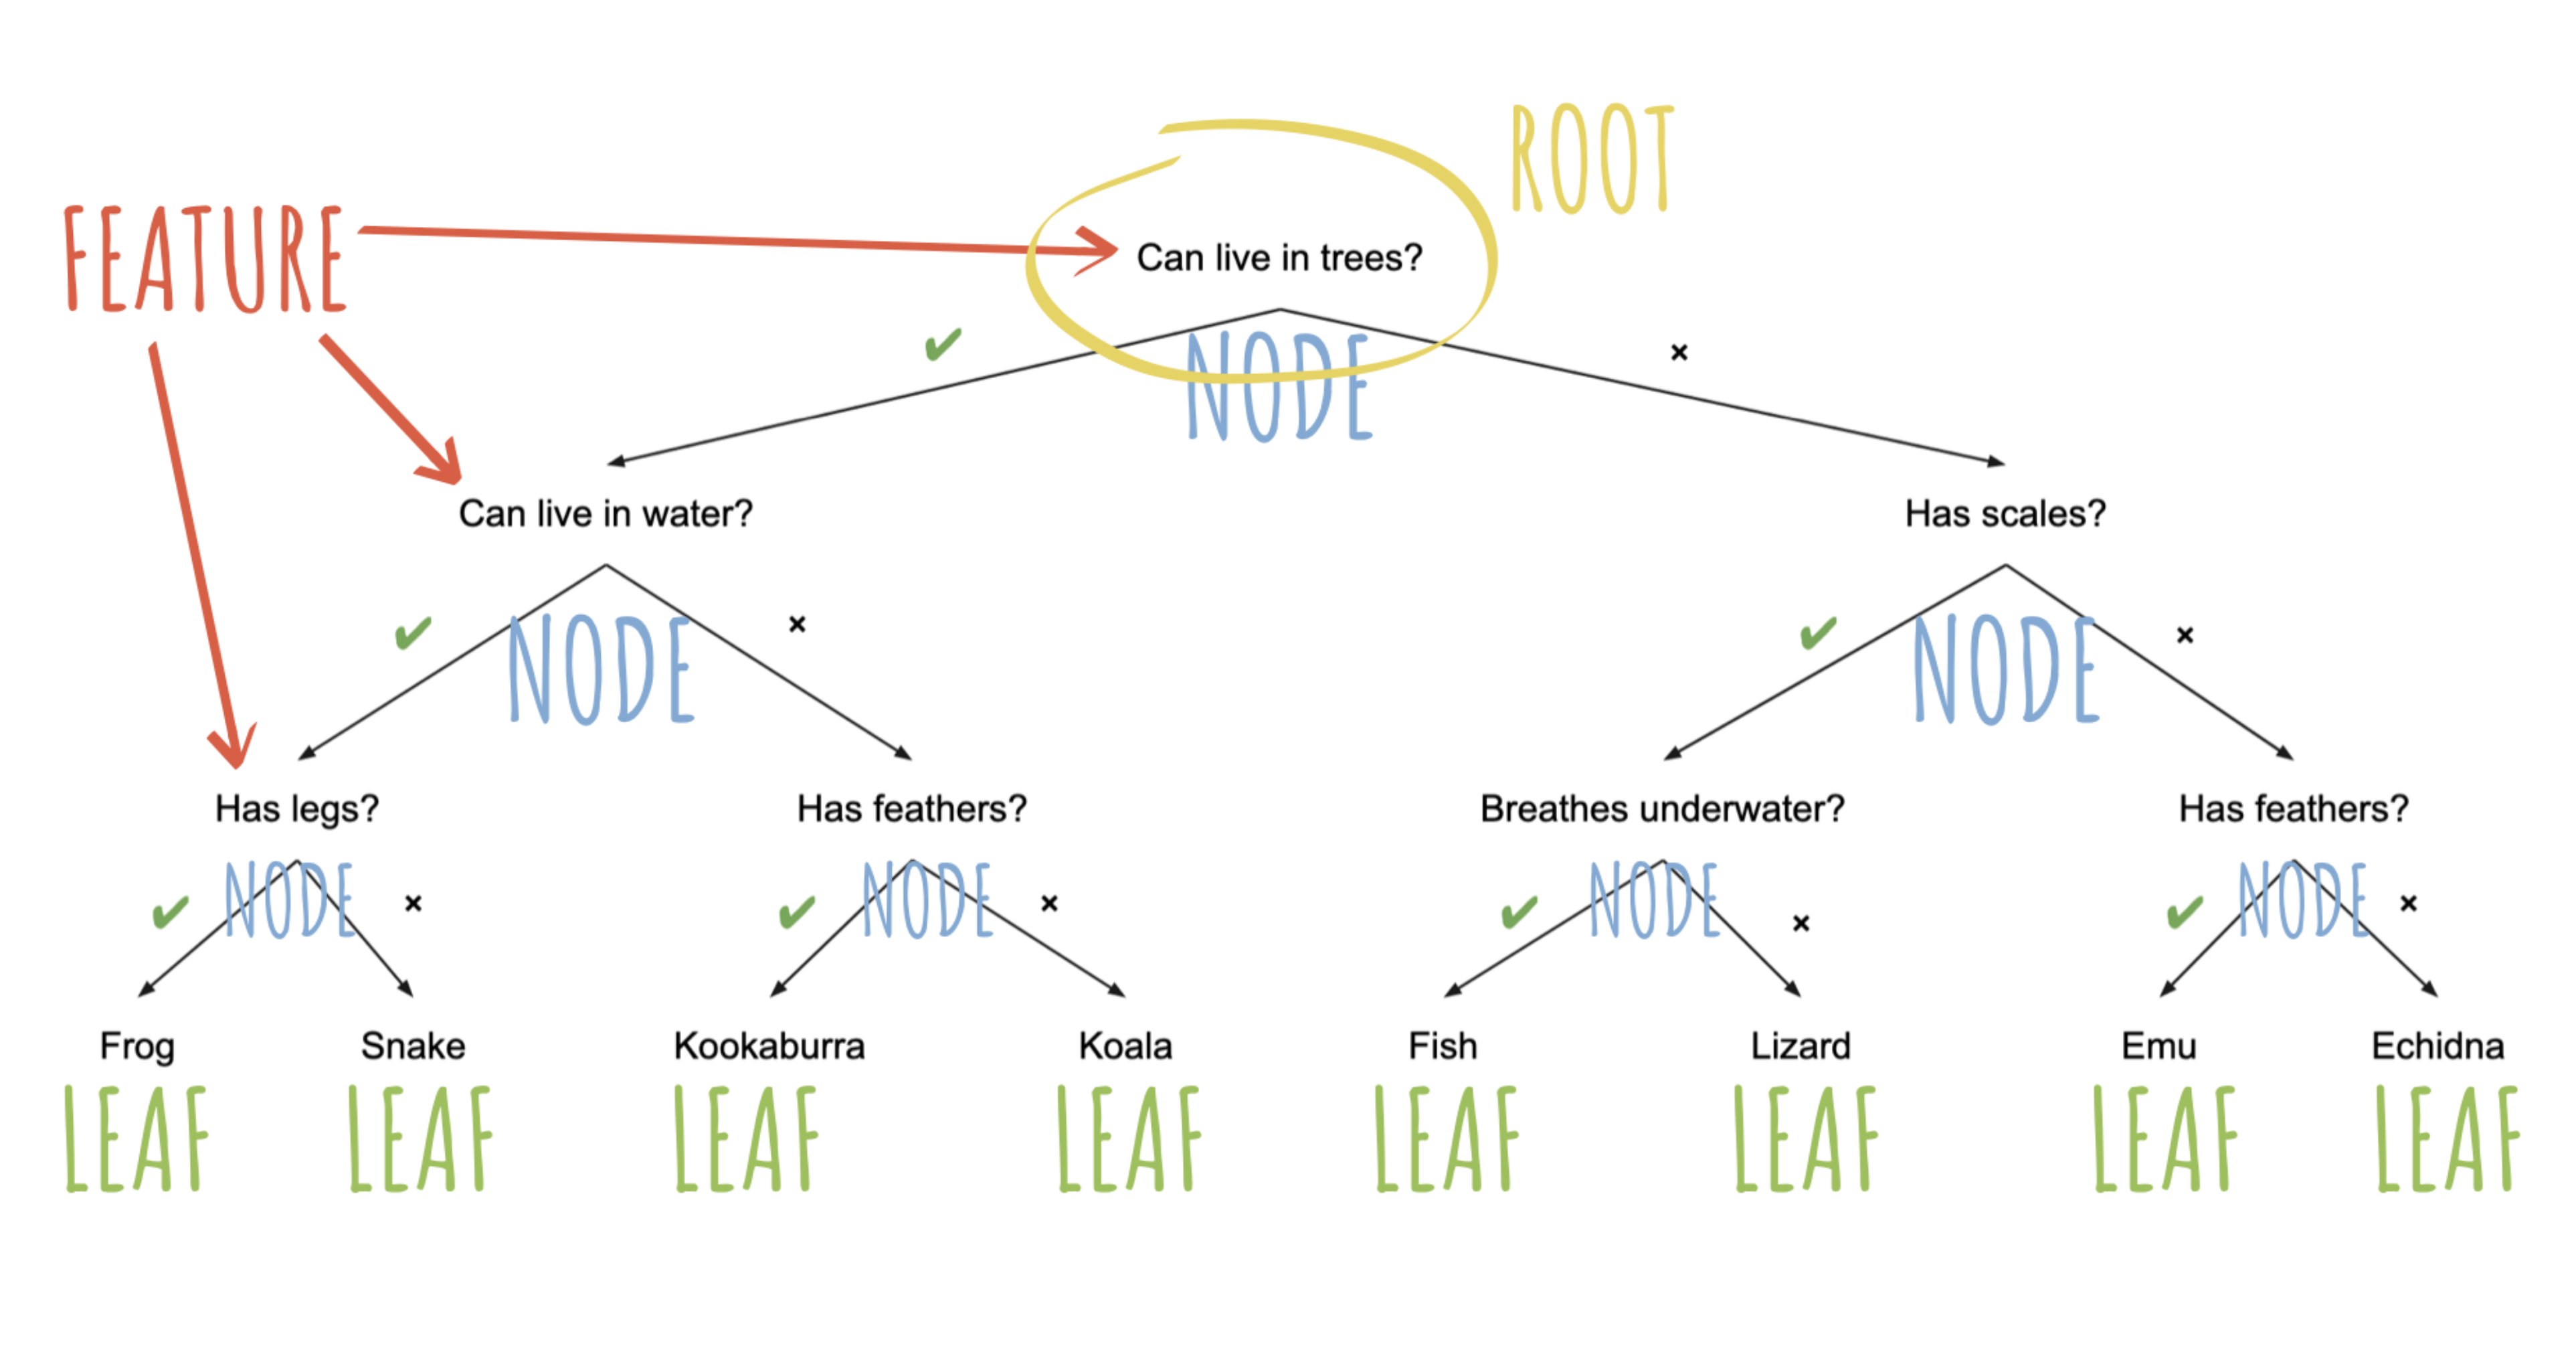 ROOT
FEATURE
Can live in trees?
✔ ×
NODE
Can live in water? Has scales?
✔ NODE × ✔ NODE ×
Has legs? Has feathers? Breathes underwater? Has feathers?
✔ NODE × ✔ NODE × ✔ NODE × ✔ NODE ×
Frog Snake Kookaburra Koala Fish Lizard Emu Echidna
LEAF LEAF LEAF LEAF LEAF LEAF LEAF LEAF